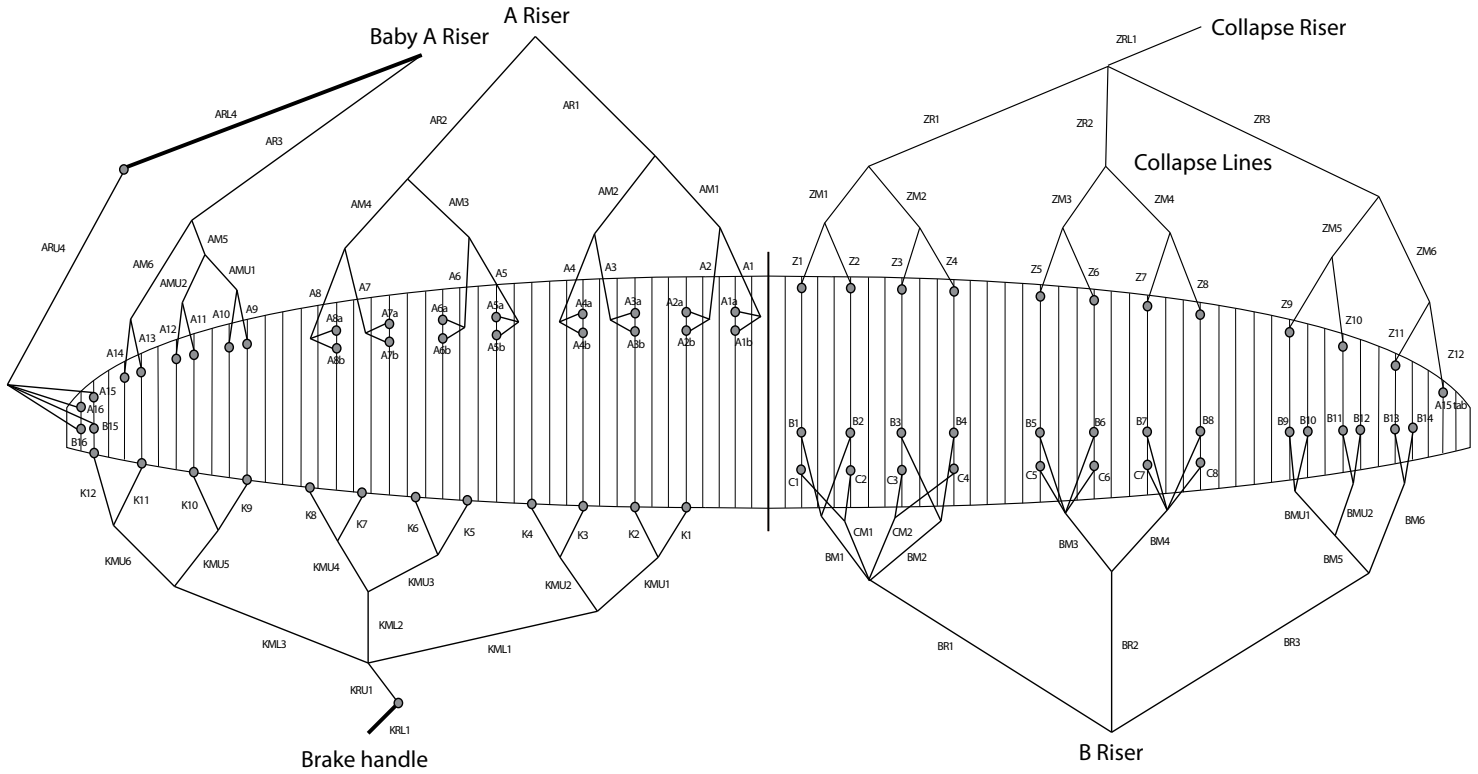 A Riser
Baby A Riser
Collapse Riser
ZRL1
ARL4
AR3
AR2
AR1
ZR1
ZR2
ZR3
Collapse Lines
AM4
AM3
AM2
AM1
ZM1
ZM2
ZM3
ZM4
ZM5
ZM6
ARU4
AM5
AM6
AMU2
AMU1
A8
A7
A6
A5
A4
A3
A2
A1
Z1
Z2
Z3
Z4
Z5
Z6
Z7
Z8
Z9
Z10
Z11
Z12
A14
A13
A12
A11
A10
A9
A8a
A7a
A6a
A5a
A4a
A3a
A2a
A1a
A8b
A7b
A6b
A5b
A4b
A3b
A2b
A1b
A15
A16
B15
B16
A15 tab
B1
B2
B3
B4
B5
B6
B7
B8
B9
B10
B11
B12
B13
B14
C1
C2
C3
C4
C5
C6
C7
C8
K12
K11
K10
K9
K8
K7
K6
K5
K4
K3
K2
K1
CM1
CM2
BM1
BM2
BM3
BM4
BMU1
BMU2
BM5
BM6
KMU6
KMU5
KMU4
KMU3
KMU2
KMU1
KML3
KML2
KML1
BR1
BR2
BR3
KRU1
KRL1
Brake handle
B Riser